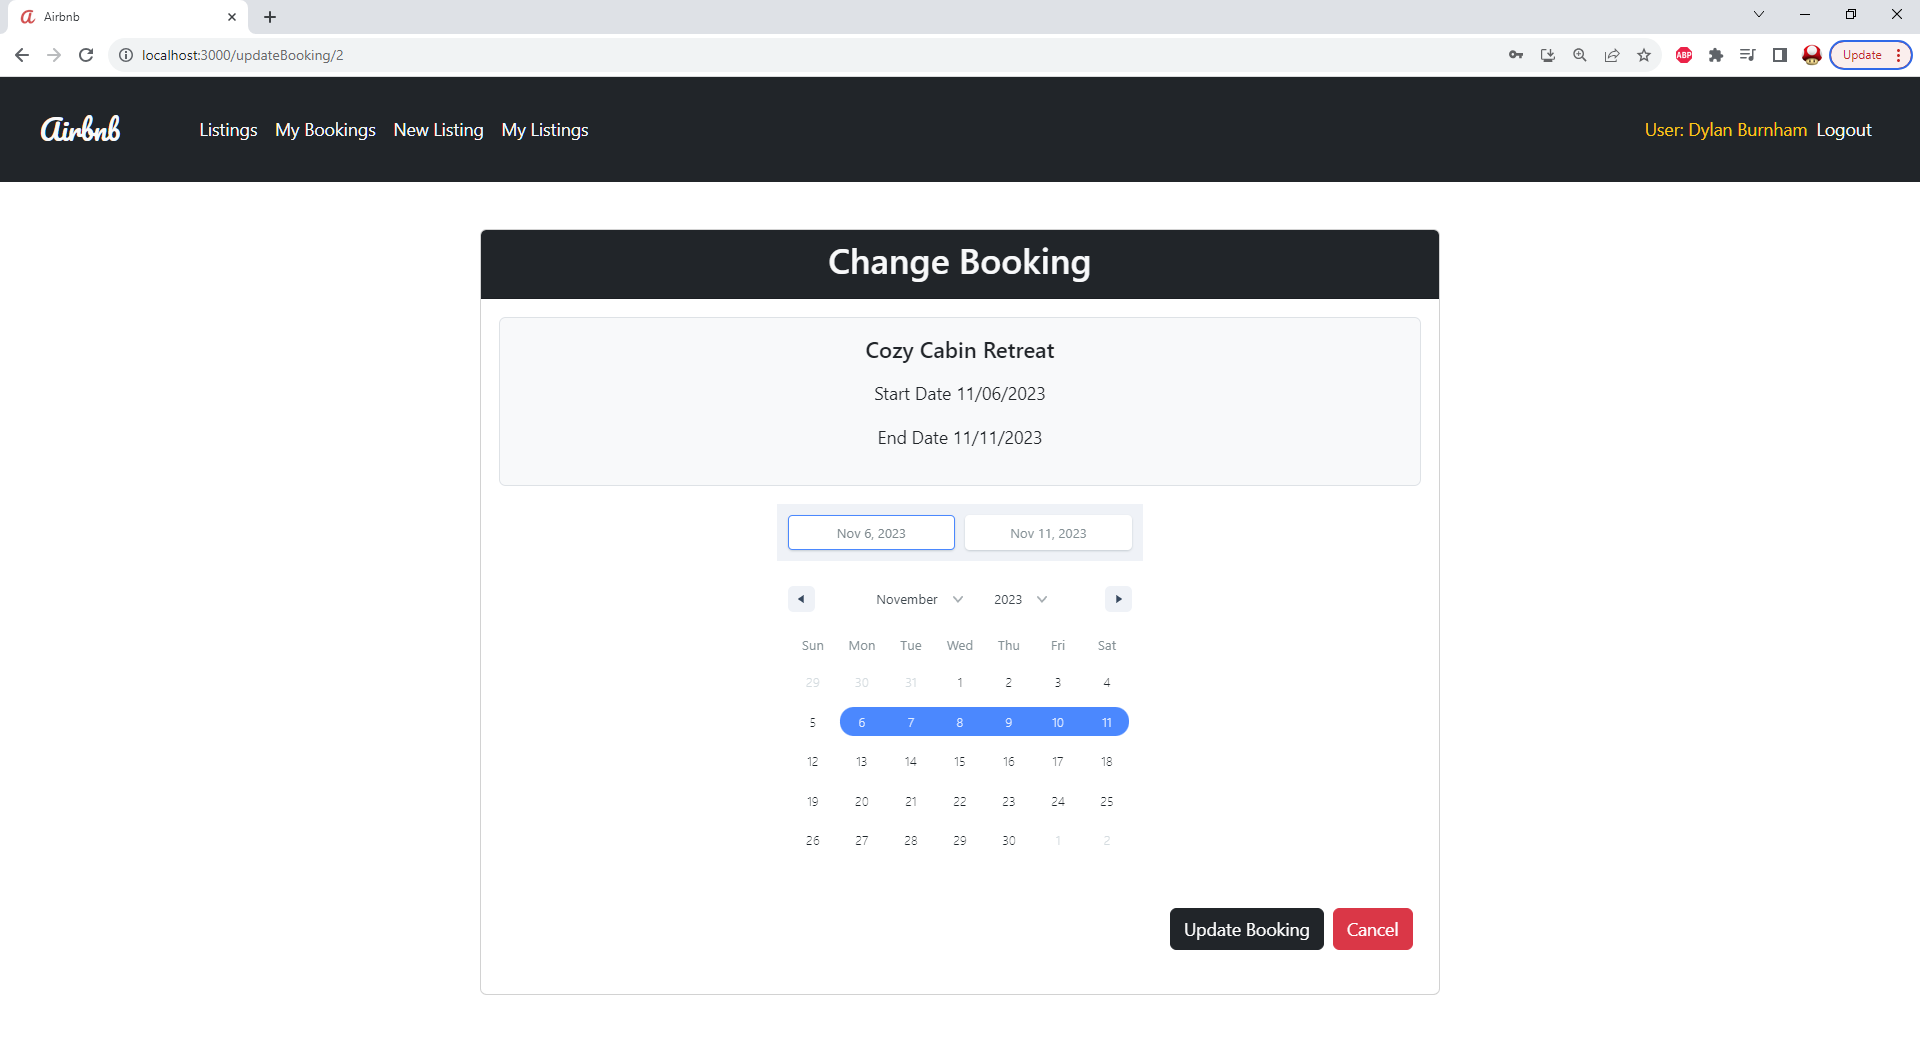 Airbnb
localhost:3000/updateBooking/2
ABP
Update
Airbnb
Listings My Bookings New Listing My Listings
User: Dylan Burnham Logout
Change Booking
Cozy Cabin Retreat
Start Date 11/06/2023
End Date 11/11/2023
Nov 6, 2023 Nov 11, 2023
November 2023
Sun Mon Tue Wed Thu Fri Sat
29 30 31 1 2 3 4
5 6 7 8 9 10 11
12 13 14 15 16 17 18
19 20 21 22 23 24 25
26 27 28 29 30 1 2
Update Booking Cancel